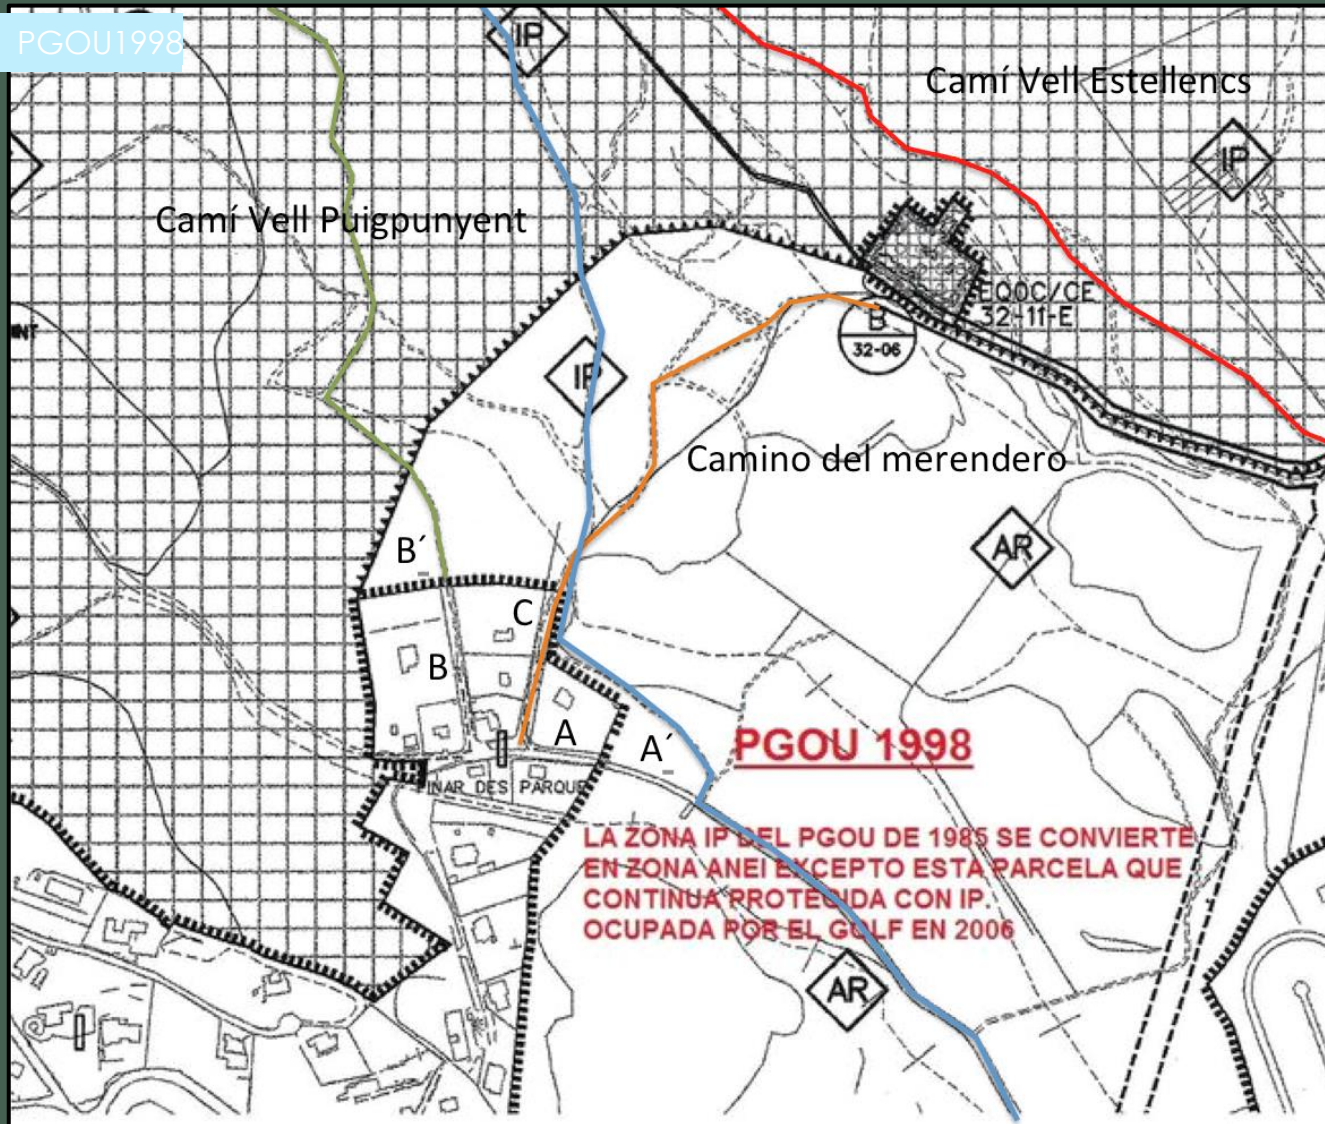 PGOU1998
IP
Camí Vell Estellencs
IP
Camí Vell Puigpunyent
EQOC/CE
32-11-E
B
32-06
IP
Camino del merendero
AR
B´
C
B
A
A´
PGOU 1998
PINAR DES PARQUE
LA ZONA IP DEL PGOU DE 1985 SE CONVIERTE
EN ZONA ANEI EXCEPTO ESTA PARCELA QUE
CONTINUA PROTEGIDA CON IP.
OCUPADA POR EL GOLF EN 2006
AR